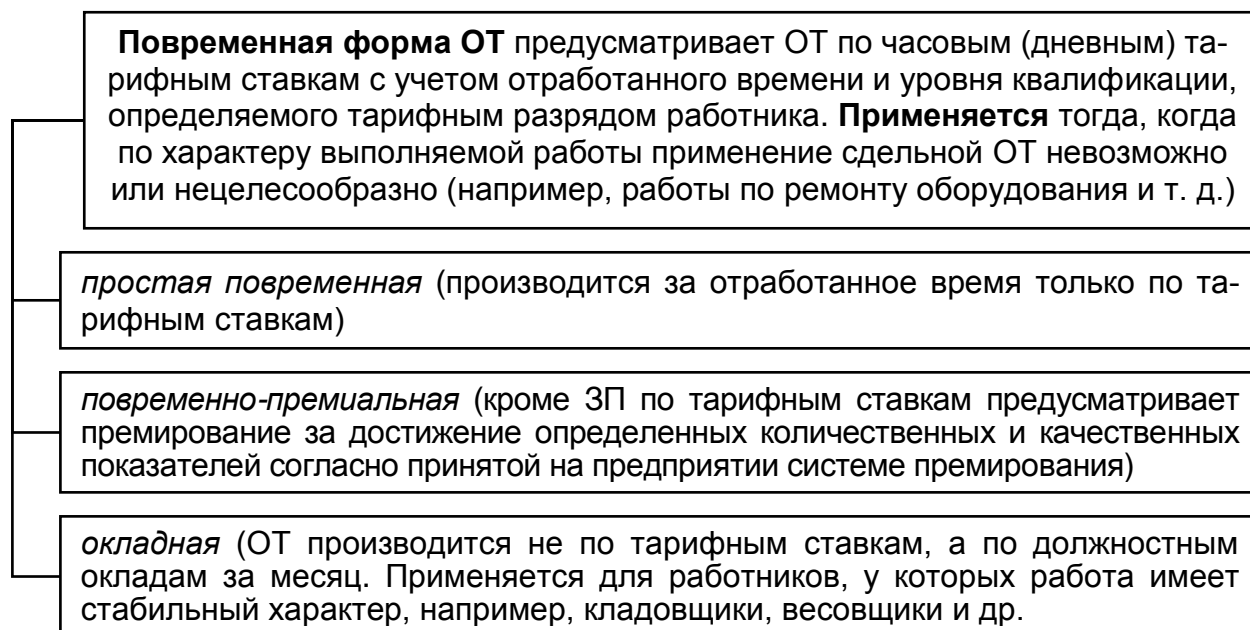 Повременная форма ОТ предусматривает ОТ по часовым (дневным) та-
рифным ставкам с учетом отработанного времени и уровня квалификации,
определяемого тарифным разрядом работника. Применяется тогда, когда
по характеру выполняемой работы применение сдельной ОТ невозможно
или нецелесообразно (например, работы по ремонту оборудования и т. д.)
простая повременная (производится за отработанное время только по та-
рифным ставкам)
повременно-премиальная (кроме ЗП по тарифным ставкам предусматривает
премирование за достижение определенных количественных и качественных
показателей согласно принятой на предприятии системе премирования)
окладная (ОТ производится не по тарифным ставкам, а по должностным
окладам за месяц. Применяется для работников, у которых работа имеет
стабильный характер, например, кладовщики, весовщики и др.